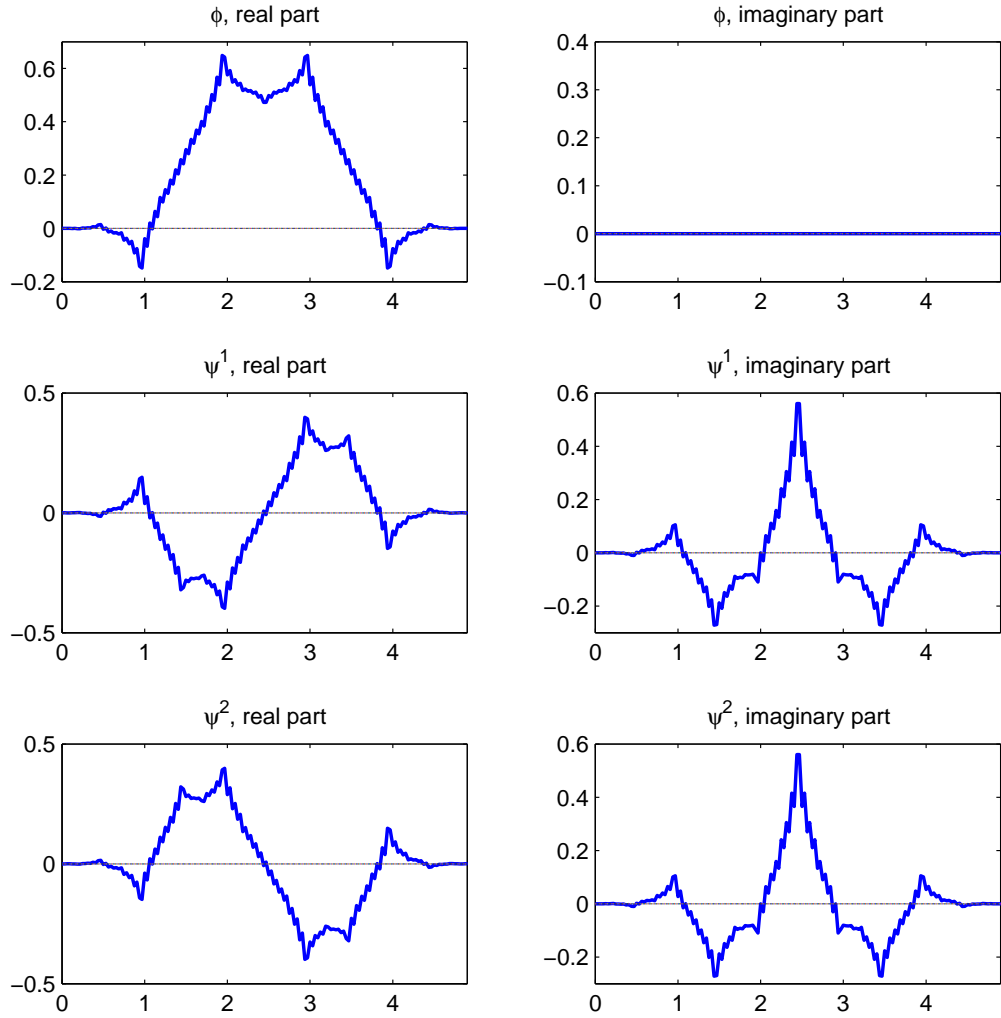 ϕ, real part
0.6
0.4
0.2
0
−0.2
0 1 2 3 4
ϕ, imaginary part
0.4
0.3
0.2
0.1
0
−0.1
0 1 2 3 4
ψ¹, real part
0.5
0
−0.5
0 1 2 3 4
ψ¹, imaginary part
0.6
0.4
0.2
0
−0.2
0 1 2 3 4
ψ², real part
0.5
0
−0.5
0 1 2 3 4
ψ², imaginary part
0.6
0.4
0.2
0
−0.2
0 1 2 3 4